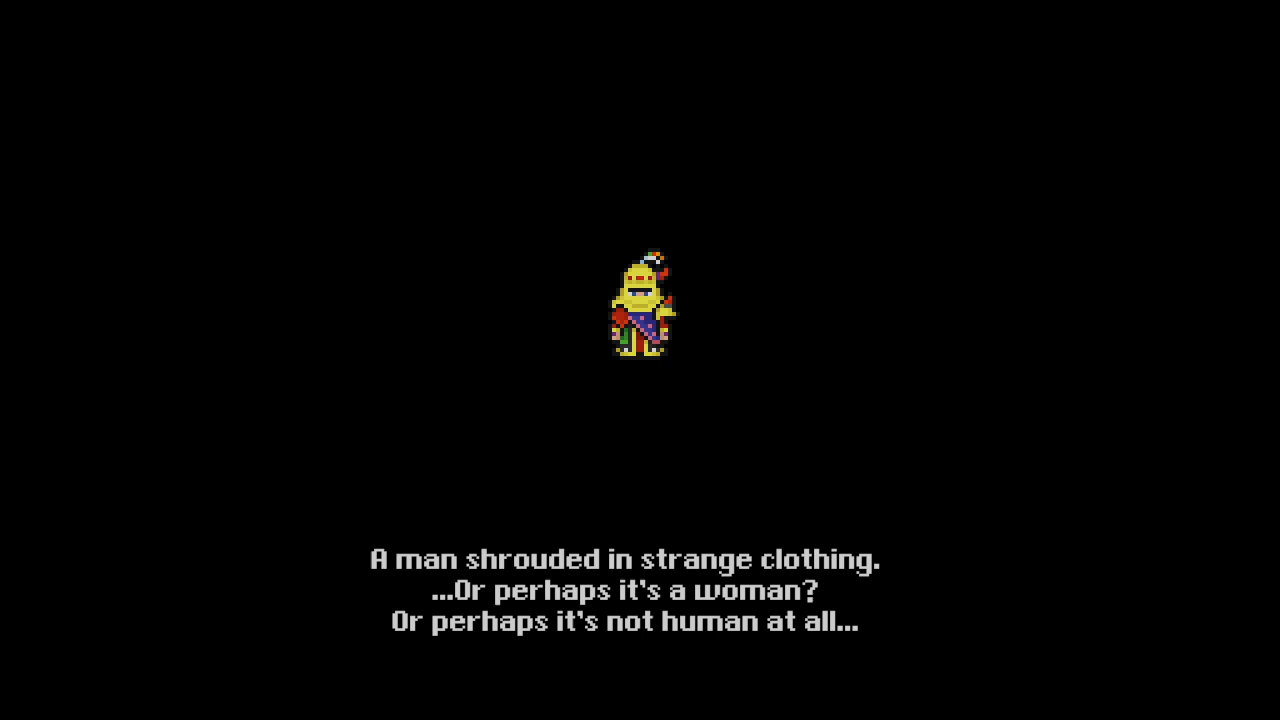 A man shrouded in strange clothing.
...Or perhaps it's a woman?
Or perhaps it's not human at all...